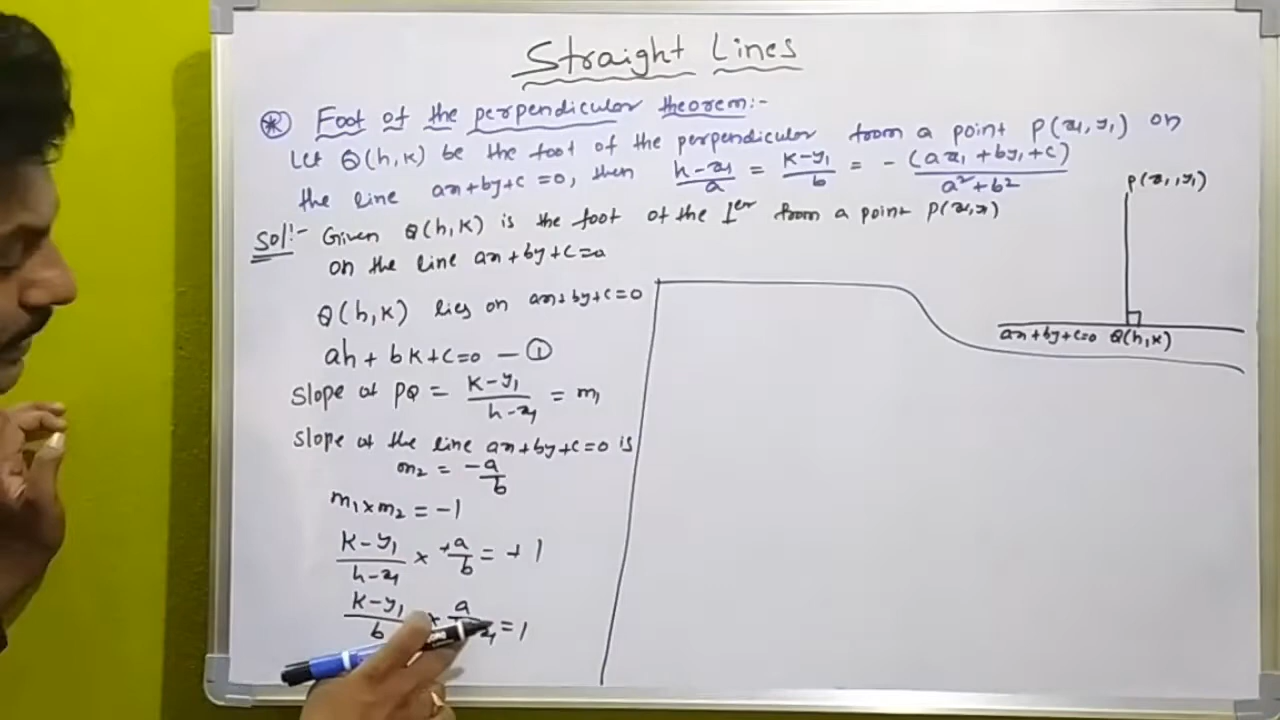 Straight Lines
* Foot of the perpendicular theorem:-
Let Q(h,k) be the foot of the perpendicular from a point P(x₁,y₁) on
the line ax+by+c=0, then (h-x₁)/a = (k-y₁)/b = -(ax₁+by₁+c)/(a²+b²)
Sol:- Given Q(h,k) is the foot of the ⊥er from a point P(x,y)
on the line ax+by+c=0
Q(h,k) lies on ax+by+c=0
ah+bk+c=0 - ①
Slope of PQ = (k-y₁)/(h-x₁) = m₁
Slope of the line ax+by+c=0 is
m₂ = -a/b
m₁×m₂ = -1
(k-y₁)/(h-x₁) × +a/b = +1
(k-y₁)/b × a = 1
P(x₁,y₁)
ax+by+c=0 Q(h,k)